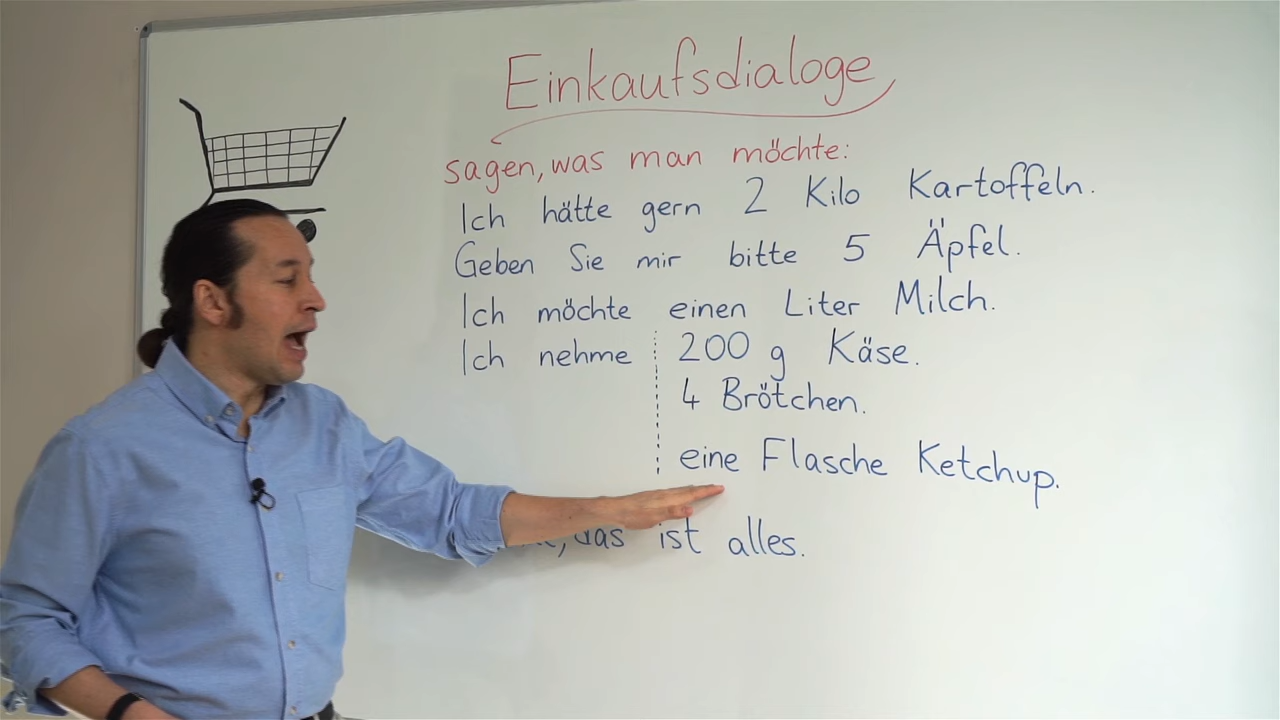 Einkaufsdialoge
sagen, was man möchte:
Ich hätte gern 2 Kilo Kartoffeln.
Geben Sie mir bitte 5 Äpfel.
Ich möchte einen Liter Milch.
Ich nehme 200 g Käse.
4 Brötchen.
eine Flasche Ketchup.
das ist alles.